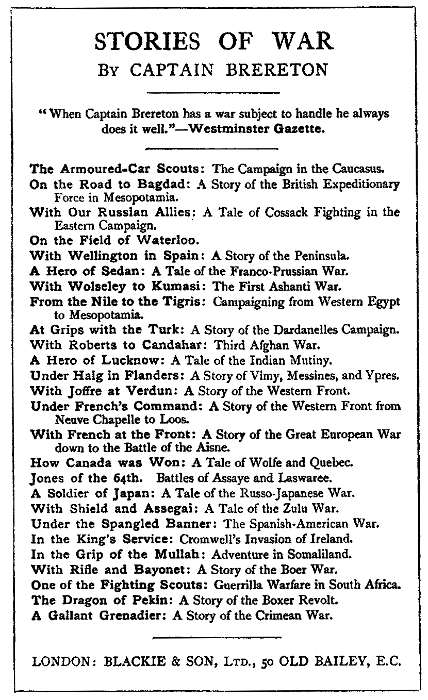 STORIES OF WAR
BY CAPTAIN BRERETON
"When Captain Brereton has a war subject to handle he always
does it well."—Westminster Gazette.
The Armoured-Car Scouts: The Campaign in the Caucasus.
On the Road to Bagdad: A Story of the British Expeditionary
Force in Mesopotamia.
With Our Russian Allies: A Tale of Cossack Fighting in the
Eastern Campaign.
On the Field of Waterloo.
With Wellington in Spain: A Story of the Peninsula.
A Hero of Sedan: A Tale of the Franco-Prussian War.
With Wolseley to Kumasi: The First Ashanti War.
From the Nile to the Tigris: Campaigning from Western Egypt
to Mesopotamia.
At Grips with the Turk: A Story of the Dardanelles Campaign.
With Roberts to Candahar: Third Afghan War.
A Hero of Lucknow: A Tale of the Indian Mutiny.
Under Haig in Flanders: A Story of Vimy, Messines, and Ypres.
With Joffre at Verdun: A Story of the Western Front.
Under French's Command: A Story of the Western Front from
Neuve Chapelle to Loos.
With French at the Front: A Story of the Great European War
down to the Battle of the Aisne.
How Canada was Won: A Tale of Wolfe and Quebec.
Jones of the 64th. Battles of Assaye and Laswaree.
A Soldier of Japan: A Tale of the Russo-Japanese War.
With Shield and Assegai: A Tale of the Zulu War.
Under the Spangled Banner: The Spanish-American War.
In the King's Service: Cromwell's Invasion of Ireland.
In the Grip of the Mullah: Adventure in Somaliland.
With Rifle and Bayonet: A Story of the Boer War.
One of the Fighting Scouts: Guerrilla Warfare in South Africa.
The Dragon of Pekin: A Story of the Boxer Revolt.
A Gallant Grenadier: A Story of the Crimean War.
LONDON: BLACKIE & SON, LTD., 50 OLD BAILEY, E.C.